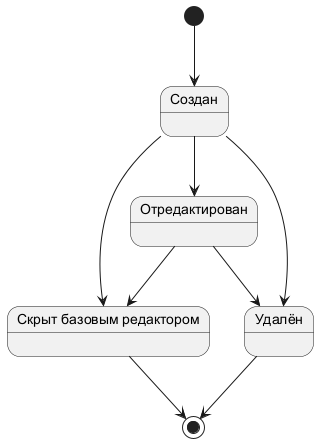 Создан
Отредактирован
Скрыт базовым редактором
Удалён